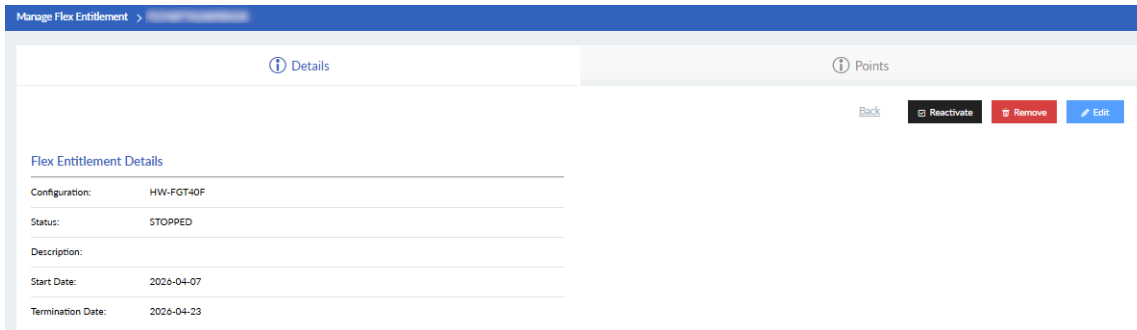 Manage Flex Entitlement >
Details
Points
Back
Reactivate
Remove
Edit
Flex Entitlement Details
Configuration: HW-FGT40F
Status: STOPPED
Description:
Start Date: 2026-04-07
Termination Date: 2026-04-23